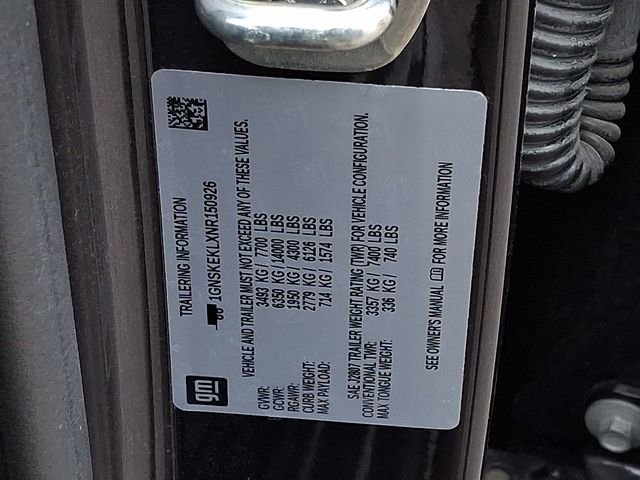 gm
TRAILERING INFORMATION
1GNSKEKLXNR150926
VEHICLE AND TRAILER MUST NOT EXCEED ANY OF THESE VALUES.
GVWR: 3493 KG / 7700 LBS
GCWR: 6350 KG / 14000 LBS
RGAWR: 1950 KG / 4300 LBS
CURB WEIGHT: 2779 KG / 6126 LBS
MAX PAYLOAD: 714 KG / 1574 LBS
SAE J2807 TRAILER WEIGHT RATING (TWR) FOR VEHICLE CONFIGURATION.
CONVENTIONAL TWR: 3357 KG / 7400 LBS
MAX TONGUE WEIGHT: 336 KG / 740 LBS
SEE OWNER'S MANUAL FOR MORE INFORMATION